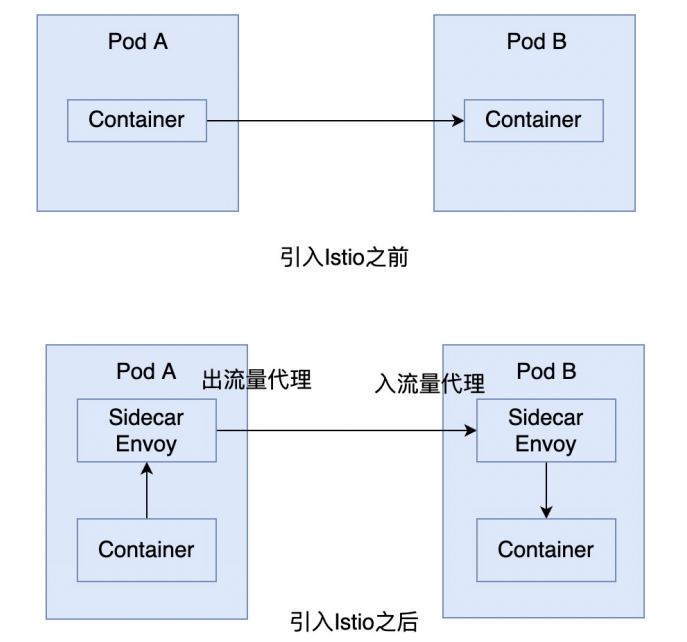 Pod A
Pod B
Container
Container
引入Istio之前
Pod A
出流量代理
入流量代理
Pod B
Sidecar
Envoy
Sidecar
Envoy
Container
Container
引入Istio之后